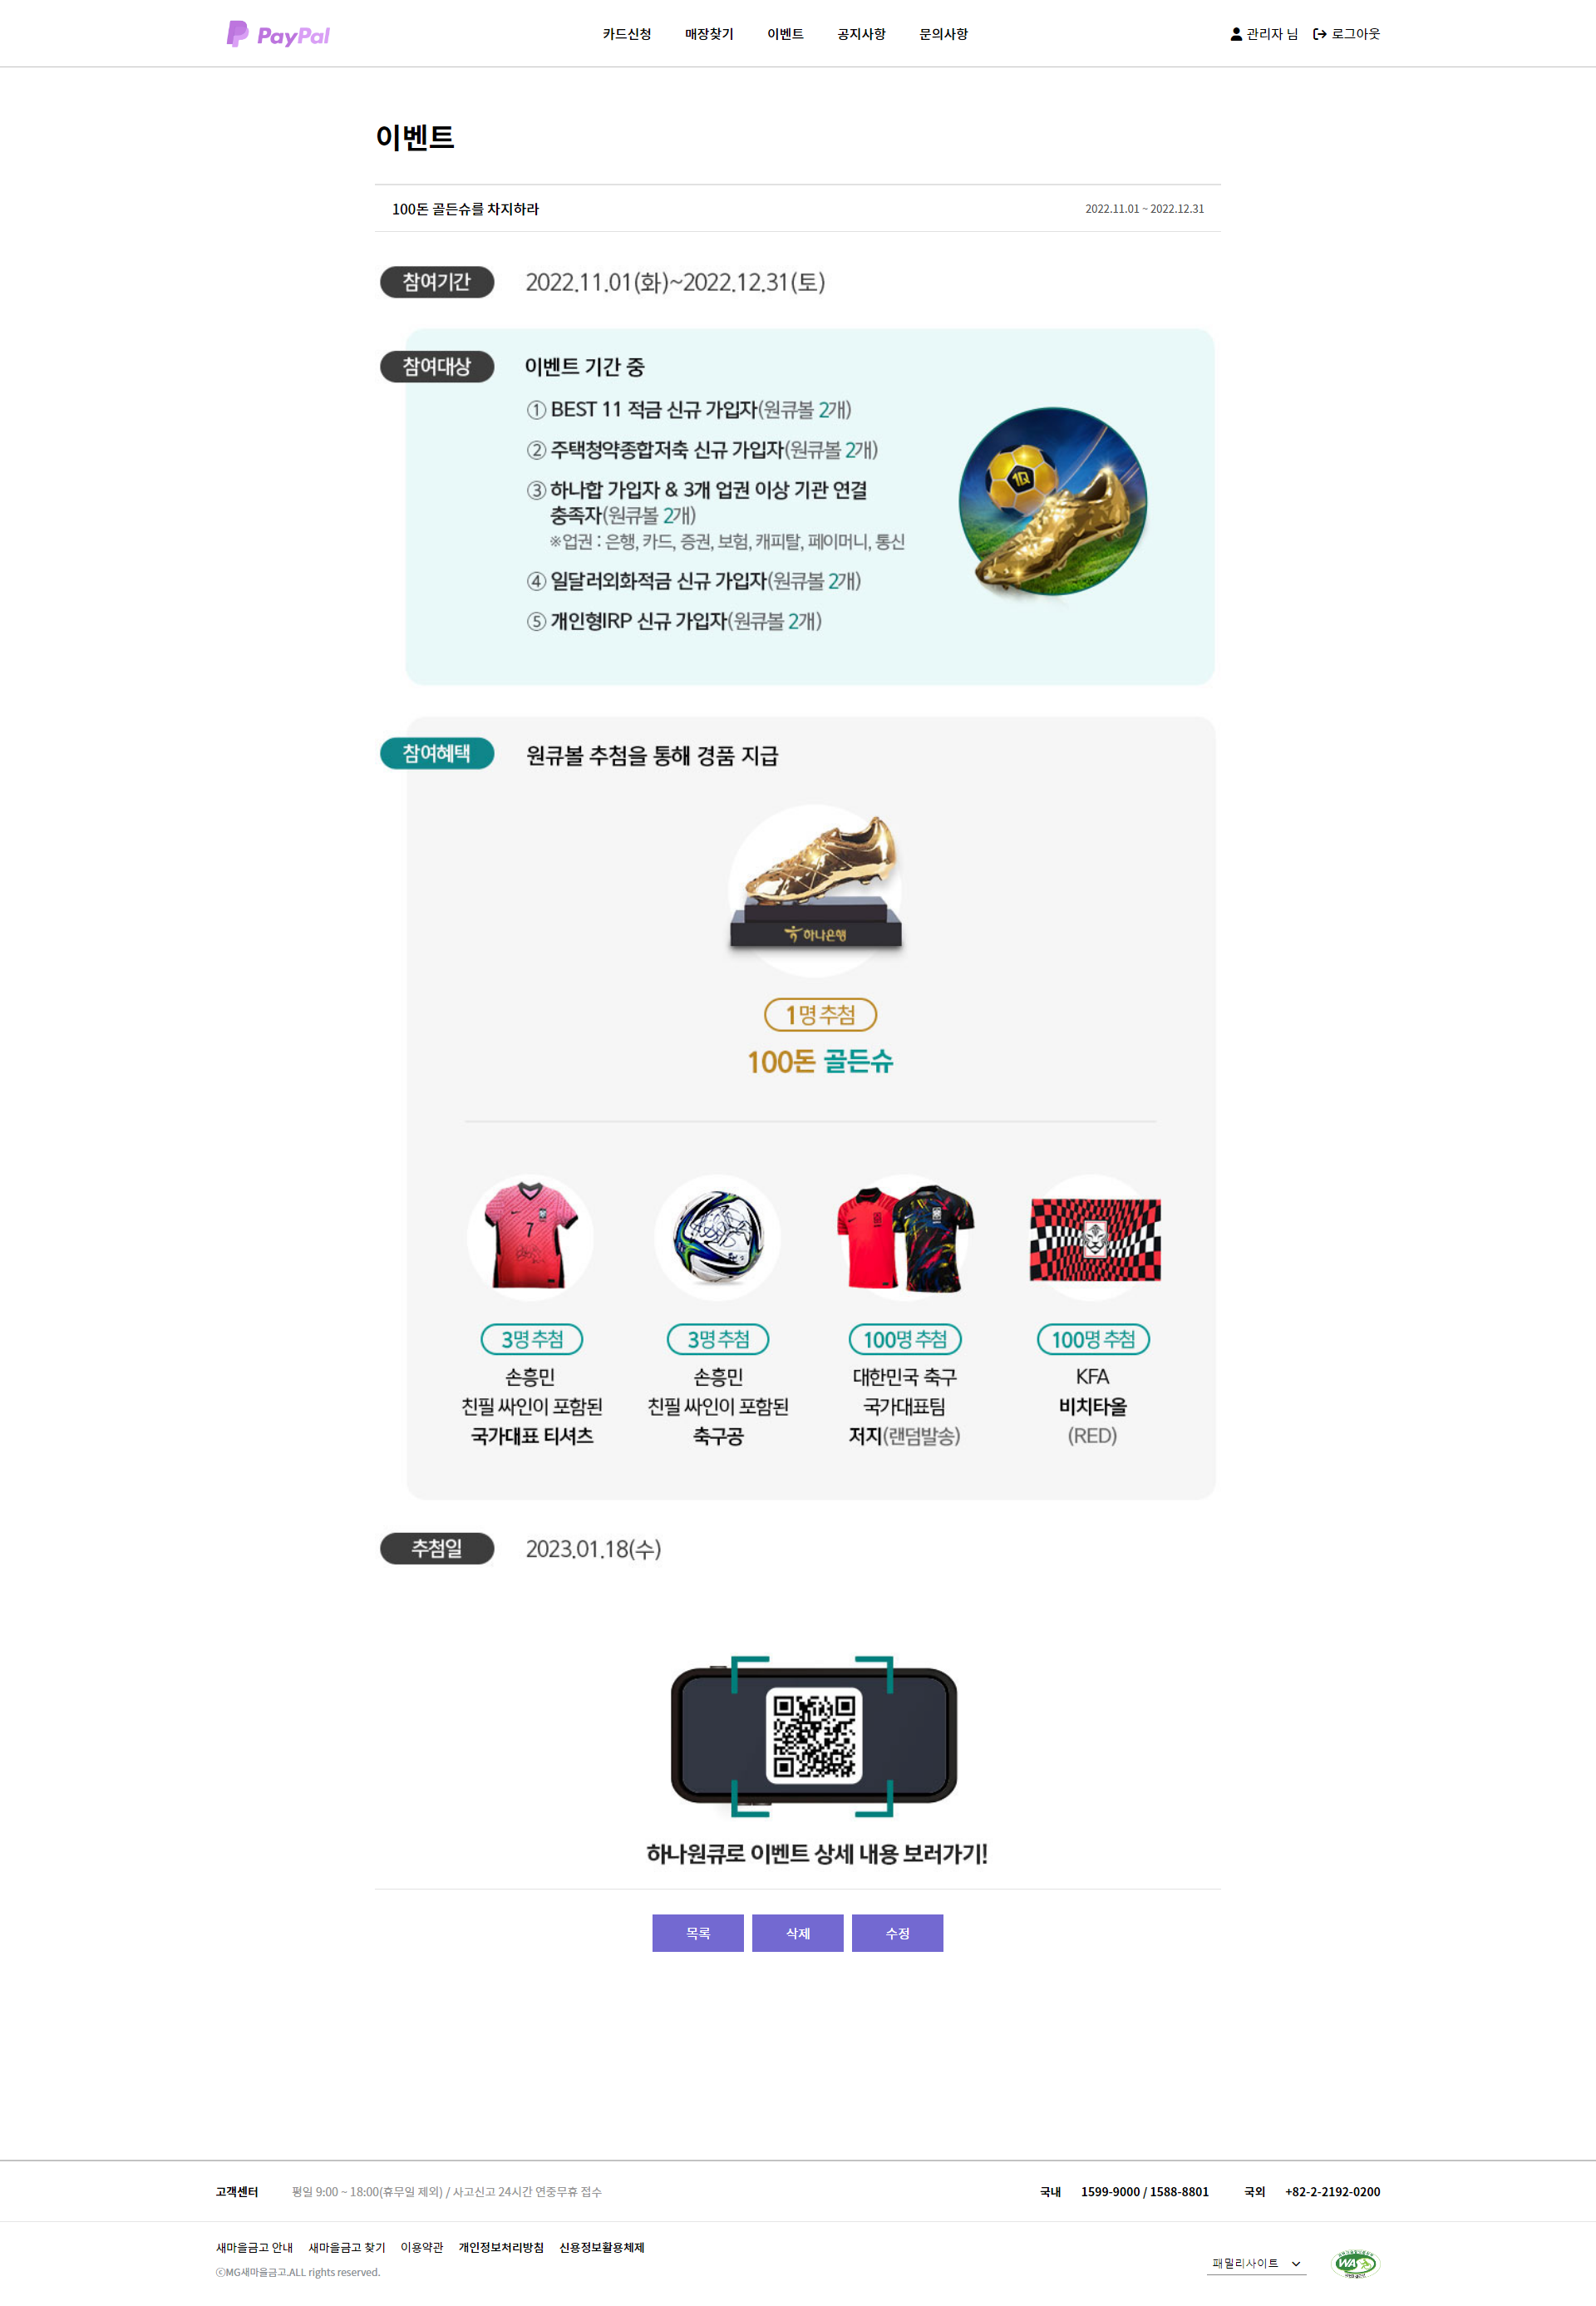 PayPal
카드신청 매장찾기 이벤트 공지사항 문의사항
관리자 님 로그아웃
이벤트
100돈 골든슈를 차지하라 2022.11.01 ~ 2022.12.31
참여기간 2022.11.01(화)~2022.12.31(토)
참여대상 이벤트 기간 중
① BEST 11 적금 신규 가입자(원큐볼 2개)
② 주택청약종합저축 신규 가입자(원큐볼 2개)
③ 하나합 가입자 & 3개 업권 이상 기관 연결
충족자(원큐볼 2개)
※업권 : 은행, 카드, 증권, 보험, 캐피탈, 페이머니, 통신
④ 일달러외화적금 신규 가입자(원큐볼 2개)
⑤ 개인형IRP 신규 가입자(원큐볼 2개)
1Q
참여혜택 원큐볼 추첨을 통해 경품 지급
하나은행
1명 추첨
100돈 골든슈
7
3명 추첨
손흥민
친필 싸인이 포함된
국가대표 티셔츠
3명 추첨
손흥민
친필 싸인이 포함된
축구공
100명 추첨
대한민국 축구
국가대표팀
저지(랜덤발송)
100명 추첨
KFA
비치타올
(RED)
추첨일 2023.01.18(수)
하나원큐로 이벤트 상세 내용 보러가기!
목록 삭제 수정
고객센터 평일 9:00 ~ 18:00(휴무일 제외) / 사고신고 24시간 연중무휴 접수
국내 1599-9000 / 1588-8801 국외 +82-2-2192-0200
새마을금고 안내 새마을금고 찾기 이용약관 개인정보처리방침 신용정보활용체제
ⓒMG새마을금고.ALL rights reserved.
패밀리사이트
WA